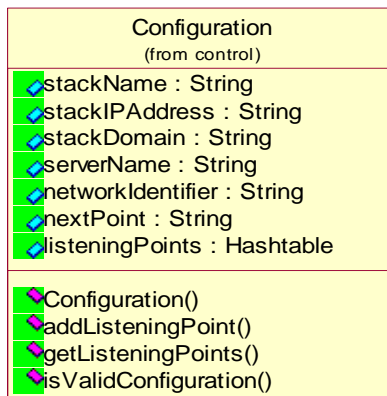 Configuration
(from control)
stackName : String
stackIPAddress : String
stackDomain : String
serverName : String
networkIdentifier : String
nextPoint : String
listeningPoints : Hashtable
Configuration()
addListeningPoint()
getListeningPoints()
isValidConfiguration()